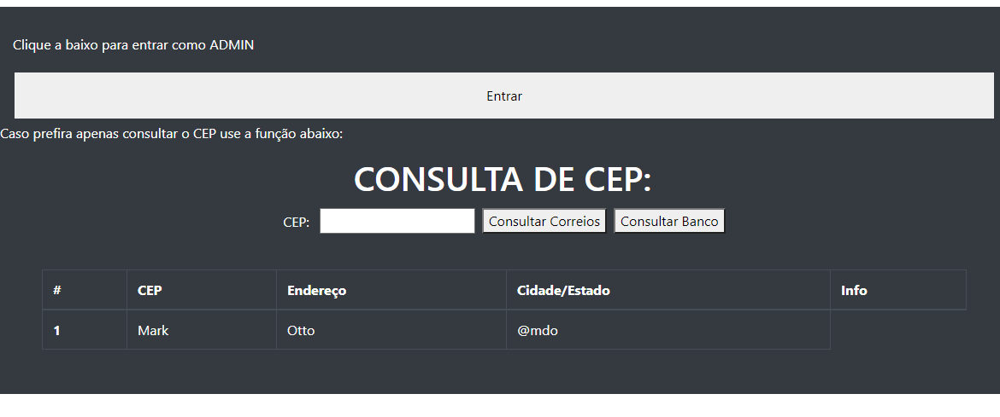 Clique a baixo para entrar como ADMIN
Entrar
Caso prefira apenas consultar o CEP use a função abaixo:
CONSULTA DE CEP:
CEP: Consultar Correios Consultar Banco
# CEP Endereço Cidade/Estado Info
1 Mark Otto @mdo